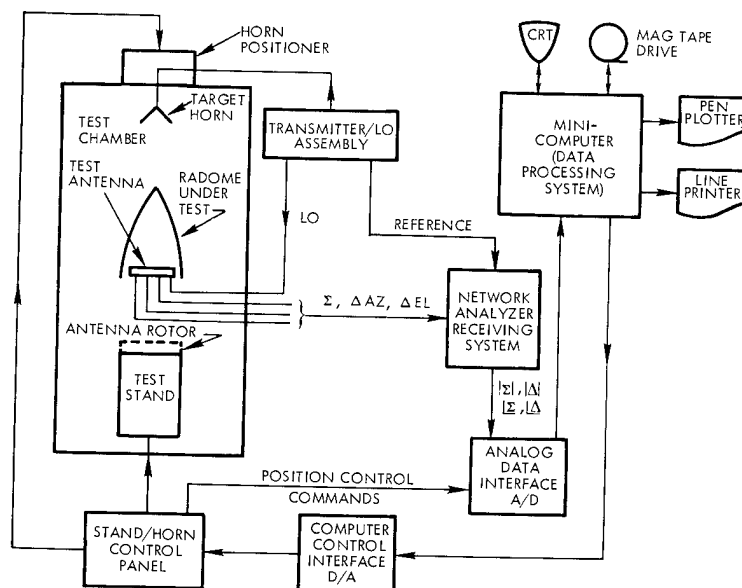 HORN
POSITIONER
TARGET
HORN
TEST
CHAMBER
TEST
ANTENNA
RADOME
UNDER
TEST
TRANSMITTER/LO
ASSEMBLY
LO
REFERENCE
CRT
MAG TAPE
DRIVE
MINI-
COMPUTER
(DATA
PROCESSING
SYSTEM)
PEN
PLOTTER
LINE
PRINTER
Σ, ΔAZ, ΔEL
NETWORK
ANALYZER
RECEIVING
SYSTEM
|Σ|, |Δ|
∠Σ, ∠Δ
ANTENNA ROTOR
TEST
STAND
POSITION CONTROL
COMMANDS
ANALOG
DATA
INTERFACE
A/D
STAND/HORN
CONTROL
PANEL
COMPUTER
CONTROL
INTERFACE
D/A